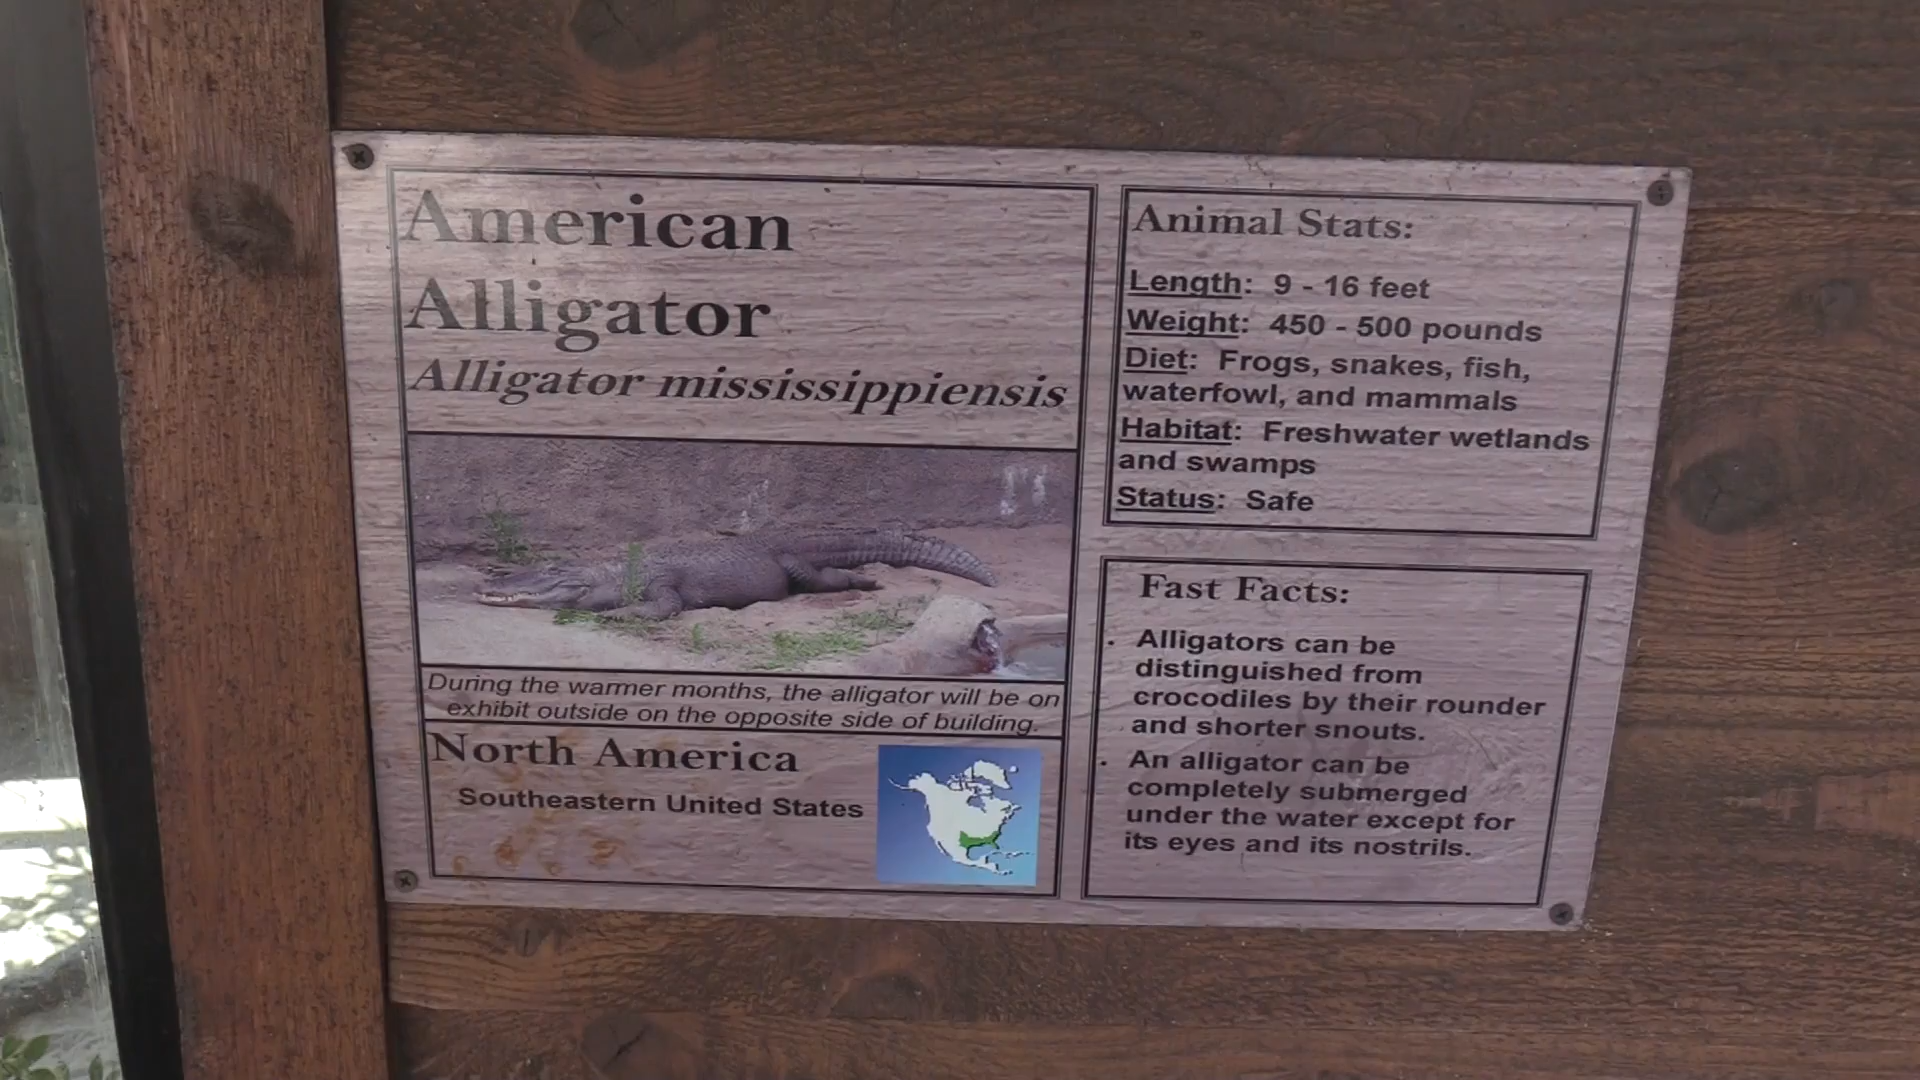 American
Alligator
Alligator mississippiensis
During the warmer months, the alligator will be on
exhibit outside on the opposite side of building.
North America
Southeastern United States
Animal Stats:
Length: 9 - 16 feet
Weight: 450 - 500 pounds
Diet: Frogs, snakes, fish,
waterfowl, and mammals
Habitat: Freshwater wetlands
and swamps
Status: Safe
Fast Facts:
· Alligators can be
distinguished from
crocodiles by their rounder
and shorter snouts.
· An alligator can be
completely submerged
under the water except for
its eyes and its nostrils.